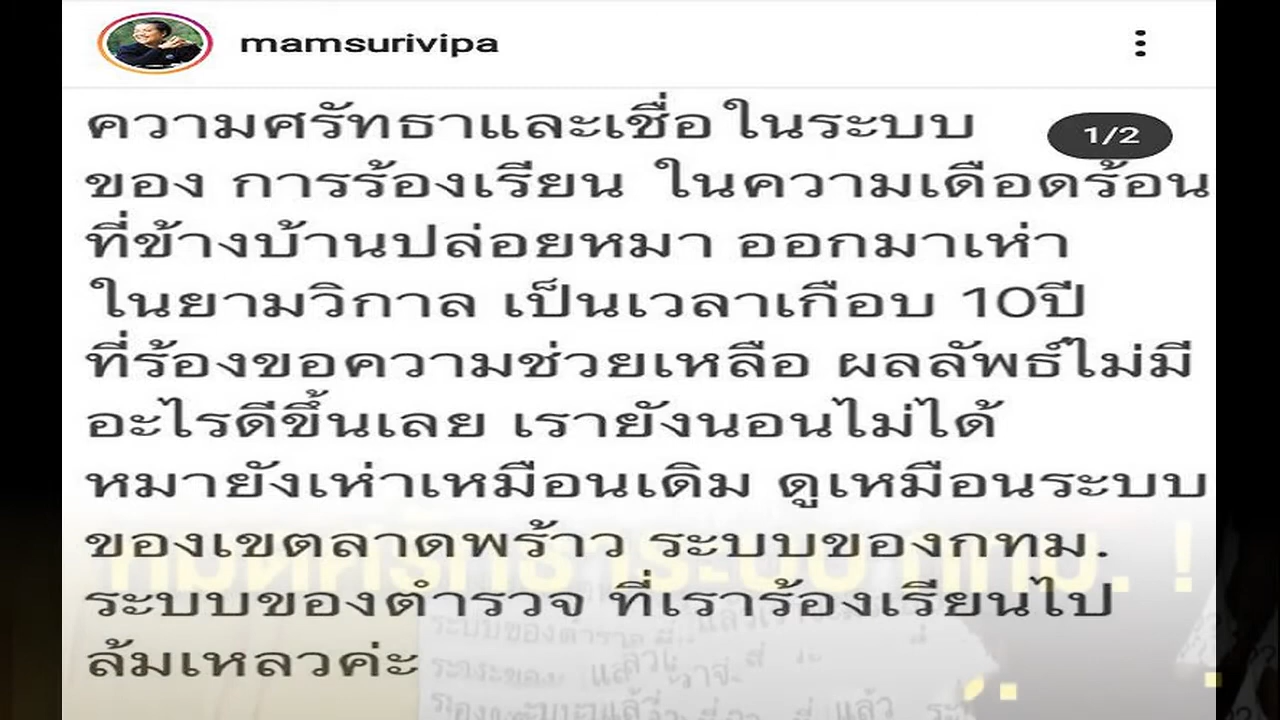 mamsurivipa
1/2
ความศรัทธาและเชื่อในระบบ
ของ การร้องเรียน ในความเดือดร้อน
ที่ข้างบ้านปล่อยหมา ออกมาเห่า
ในยามวิกาล เป็นเวลาเกือบ 10ปี
ที่ร้องขอความช่วยเหลือ ผลลัพธ์ไม่มี
อะไรดีขึ้นเลย เรายังนอนไม่ได้
หมายังเห่าเหมือนเดิม ดูเหมือนระบบ
ของเขตลาดพร้าว ระบบของกทม.
ระบบของตำรวจ ที่เราร้องเรียนไป
ล้มเหลวค่ะ